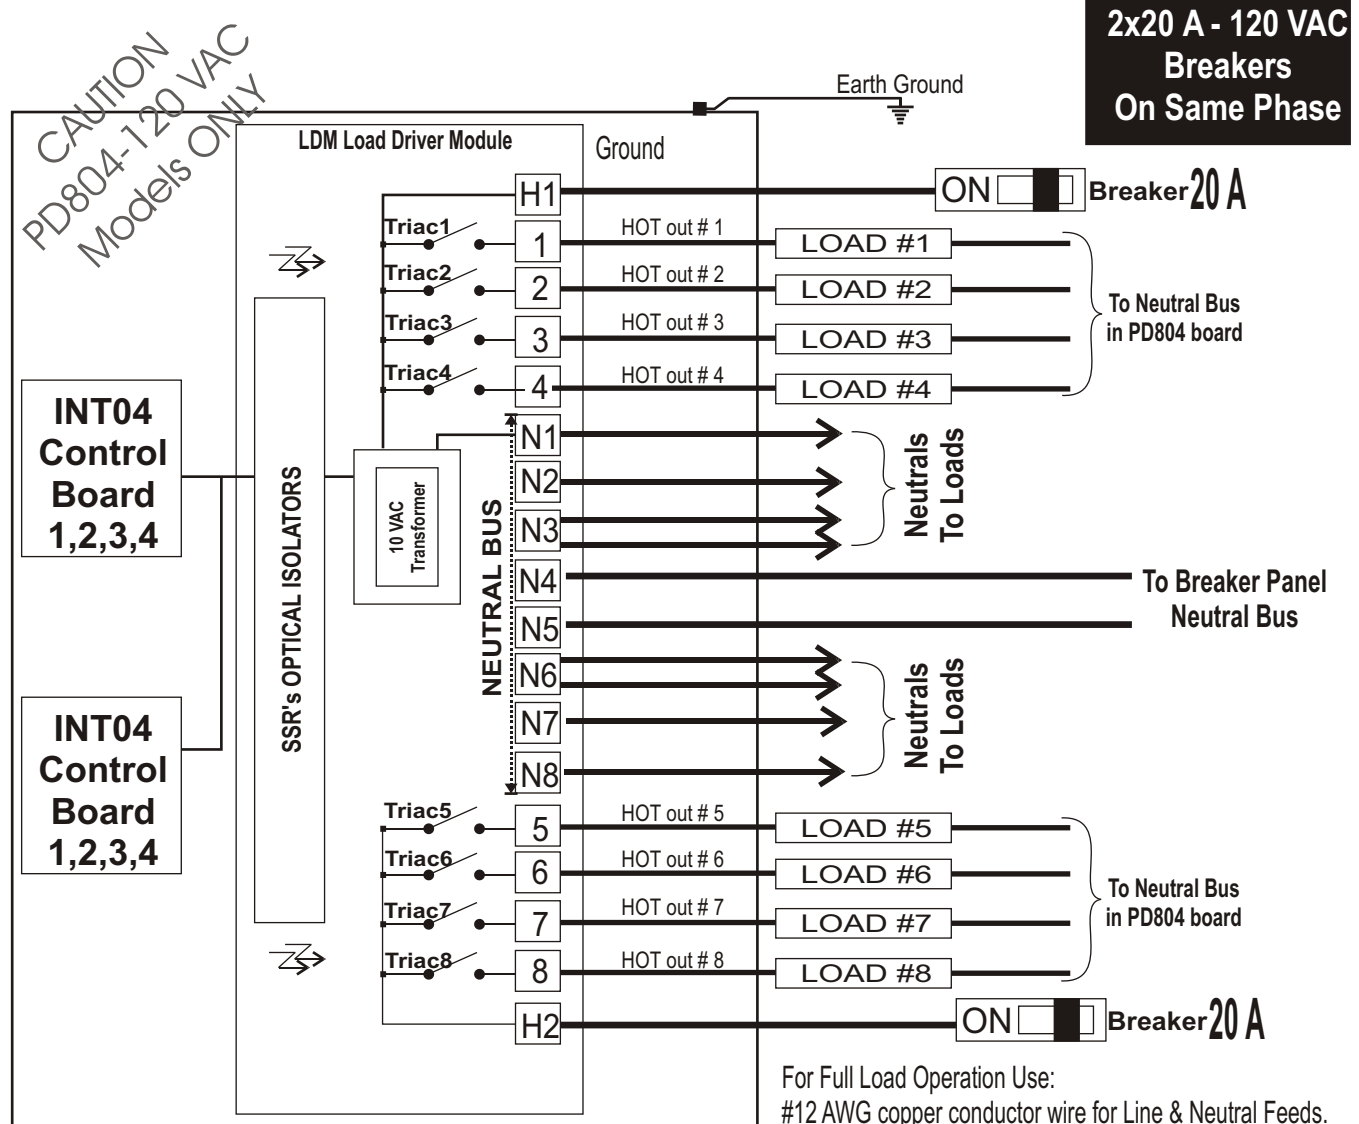 2x20 A - 120 VAC
Breakers
On Same Phase
CAUTION
PD804-120 VAC
Models ONLY
Earth Ground
LDM Load Driver Module
Ground
H1
ON
Breaker 20 A
Triac1
1
HOT out # 1
LOAD #1
Triac2
2
HOT out # 2
LOAD #2
Triac3
3
HOT out # 3
LOAD #3
Triac4
4
HOT out # 4
LOAD #4
To Neutral Bus
in PD804 board
INT04
Control
Board
1,2,3,4
SSR's OPTICAL ISOLATORS
10 VAC
Transformer
NEUTRAL BUS
N1
N2
N3
N4
N5
N6
N7
N8
Neutrals
To Loads
To Breaker Panel
Neutral Bus
Neutrals
To Loads
INT04
Control
Board
1,2,3,4
Triac5
5
HOT out # 5
LOAD #5
Triac6
6
HOT out # 6
LOAD #6
Triac7
7
HOT out # 7
LOAD #7
Triac8
8
HOT out # 8
LOAD #8
To Neutral Bus
in PD804 board
H2
ON
Breaker 20 A
For Full Load Operation Use:
#12 AWG copper conductor wire for Line & Neutral Feeds.